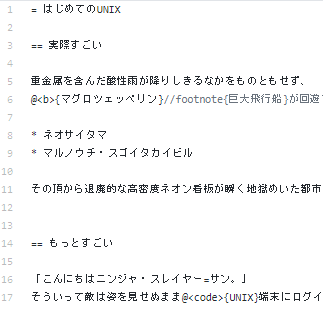 1 = はじめてのUNIX
2
3 == 実際すごい
4
5 重金属を含んだ酸性雨が降りしきるなかをものともせず、
6 @<b>{マグロツェッペリン}//footnote{巨大飛行船}が回遊
7
8 * ネオサイタマ
9 * マルノウチ・スゴイタカイビル
10
11 その頂から退廃的な高密度ネオン看板が瞬く地獄めいた都市
12
13
14 == もっとすごい
15
16 「こんにちはニンジャ・スレイヤー=サン。」
17 そういって敵は姿を見せぬまま@<code>{UNIX}端末にログイ